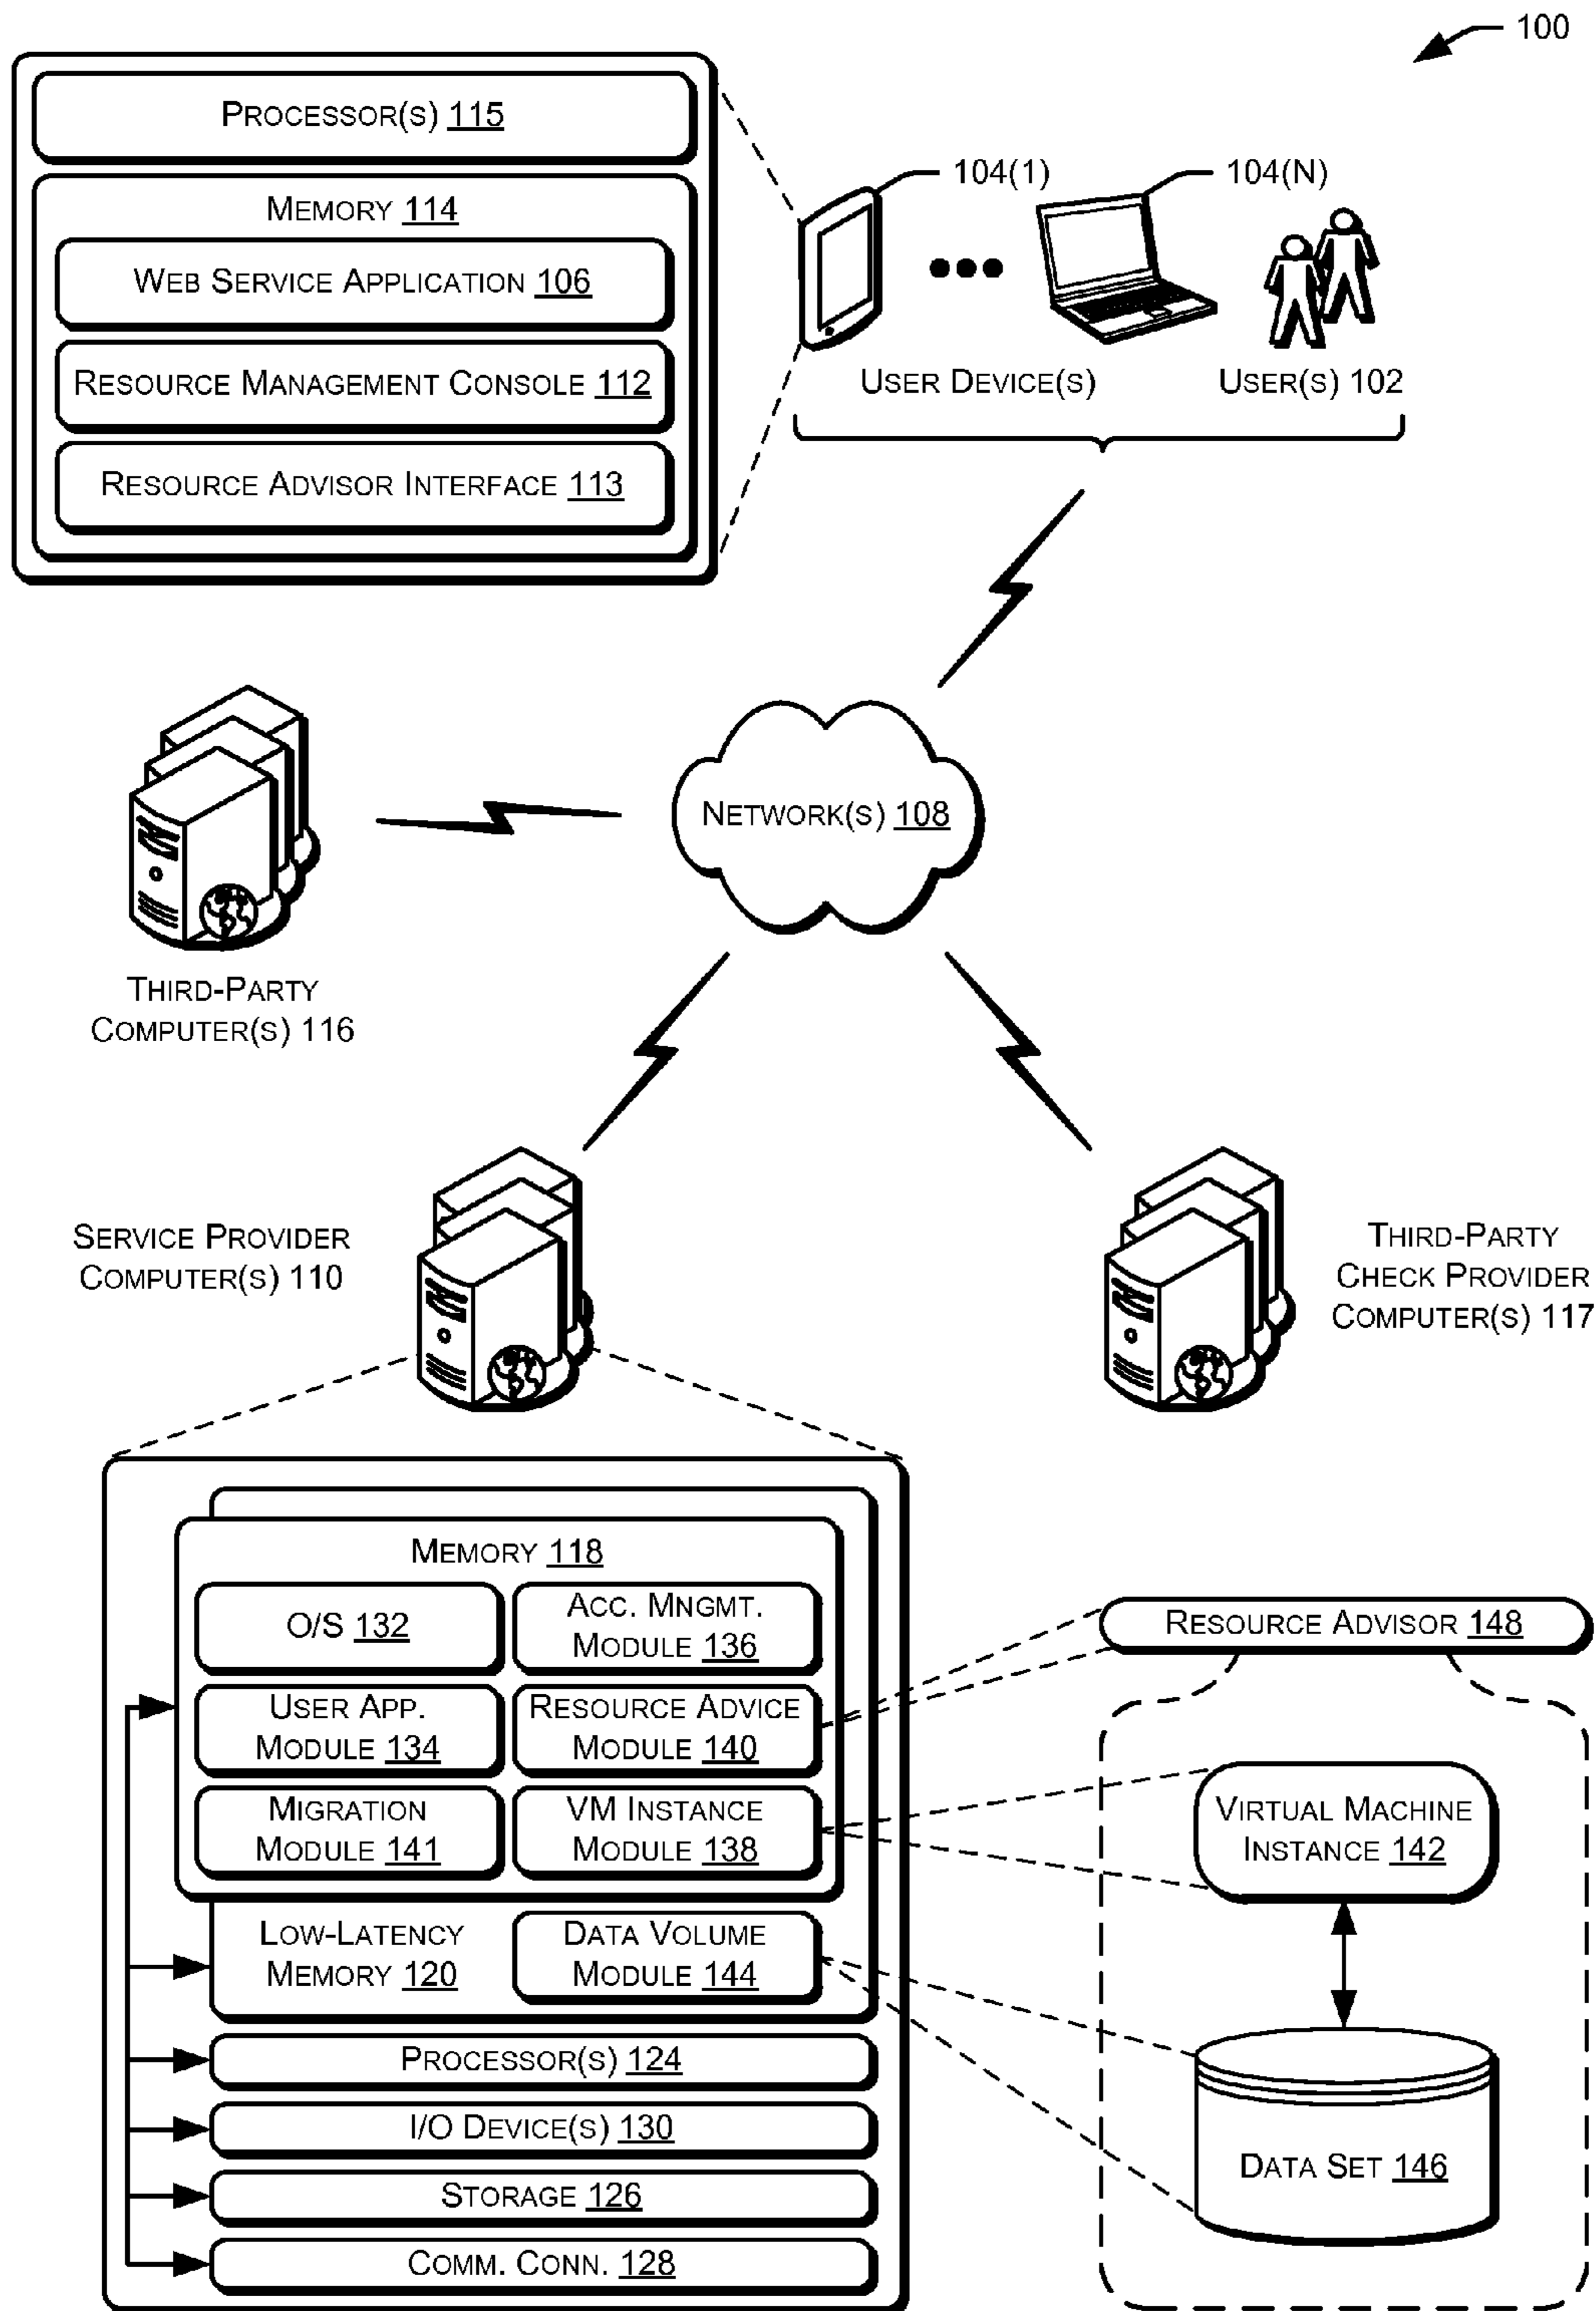 100
PROCESSOR(S) 115
MEMORY 114
WEB SERVICE APPLICATION 106
RESOURCE MANAGEMENT CONSOLE 112
RESOURCE ADVISOR INTERFACE 113
104(1)
104(N)
USER DEVICE(S)
USER(S) 102
NETWORK(S) 108
THIRD-PARTY
COMPUTER(S) 116
SERVICE PROVIDER
COMPUTER(S) 110
THIRD-PARTY
CHECK PROVIDER
COMPUTER(S) 117
MEMORY 118
O/S 132
ACC. MNGMT.
MODULE 136
USER APP.
MODULE 134
RESOURCE ADVICE
MODULE 140
MIGRATION
MODULE 141
VM INSTANCE
MODULE 138
LOW-LATENCY
MEMORY 120
DATA VOLUME
MODULE 144
PROCESSOR(S) 124
I/O DEVICE(S) 130
STORAGE 126
COMM. CONN. 128
RESOURCE ADVISOR 148
VIRTUAL MACHINE
INSTANCE 142
DATA SET 146